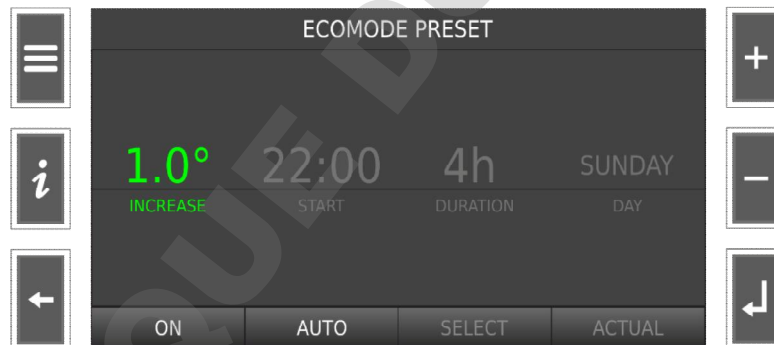 ECOMODE PRESET
+
1.0° 22:00 4h SUNDAY
i
−
INCREASE START DURATION DAY
ON AUTO SELECT ACTUAL